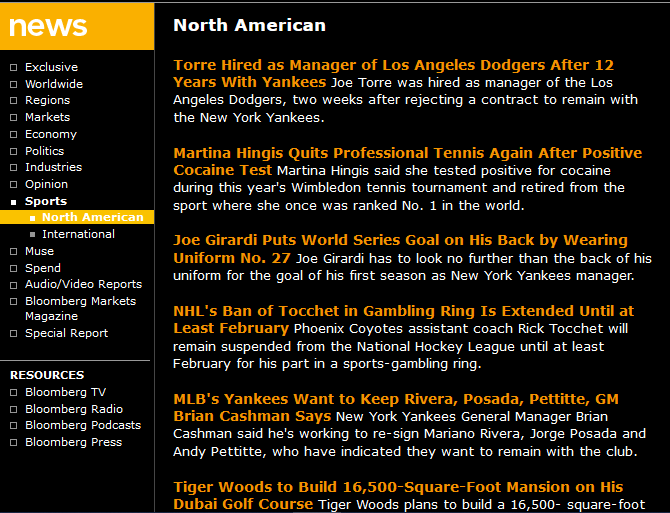 news
Exclusive
Worldwide
Regions
Markets
Economy
Politics
Industries
Opinion
Sports
North American
International
Muse
Spend
Audio/Video Reports
Bloomberg Markets
Magazine
Special Report
RESOURCES
Bloomberg TV
Bloomberg Radio
Bloomberg Podcasts
Bloomberg Press
North American
Torre Hired as Manager of Los Angeles Dodgers After 12
Years With Yankees Joe Torre was hired as manager of the Los
Angeles Dodgers, two weeks after rejecting a contract to remain with
the New York Yankees.
Martina Hingis Quits Professional Tennis Again After Positive
Cocaine Test Martina Hingis said she tested positive for cocaine
during this year's Wimbledon tennis tournament and retired from the
sport where she once was ranked No. 1 in the world.
Joe Girardi Puts World Series Goal on His Back by Wearing
Uniform No. 27 Joe Girardi has to look no further than the back of his
uniform for the goal of his first season as New York Yankees manager.
NHL's Ban of Tocchet in Gambling Ring Is Extended Until at
Least February Phoenix Coyotes assistant coach Rick Tocchet will
remain suspended from the National Hockey League until at least
February for his part in a sports-gambling ring.
MLB's Yankees Want to Keep Rivera, Posada, Pettitte, GM
Brian Cashman Says New York Yankees General Manager Brian
Cashman said he's working to re-sign Mariano Rivera, Jorge Posada and
Andy Pettitte, who have indicated they want to remain with the club.
Tiger Woods to Build 16,500-Square-Foot Mansion on His
Dubai Golf Course Tiger Woods plans to build a 16,500- square-foot